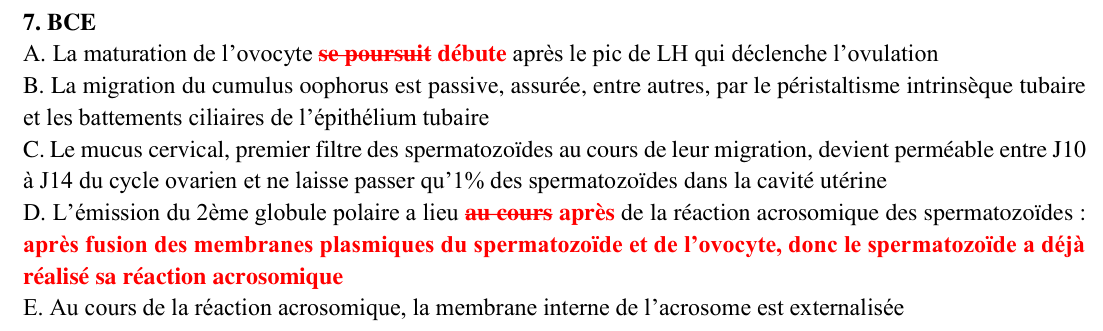 7. BCE
A. La maturation de l’ovocyte se poursuit débute après le pic de LH qui déclenche l’ovulation
B. La migration du cumulus oophorus est passive, assurée, entre autres, par le péristaltisme intrinsèque tubaire
et les battements ciliaires de l’épithélium tubaire
C. Le mucus cervical, premier filtre des spermatozoïdes au cours de leur migration, devient perméable entre J10
à J14 du cycle ovarien et ne laisse passer qu’1% des spermatozoïdes dans la cavité utérine
D. L’émission du 2ème globule polaire a lieu au cours après de la réaction acrosomique des spermatozoïdes :
après fusion des membranes plasmiques du spermatozoïde et de l’ovocyte, donc le spermatozoïde a déjà
réalisé sa réaction acrosomique
E. Au cours de la réaction acrosomique, la membrane interne de l’acrosome est externalisée